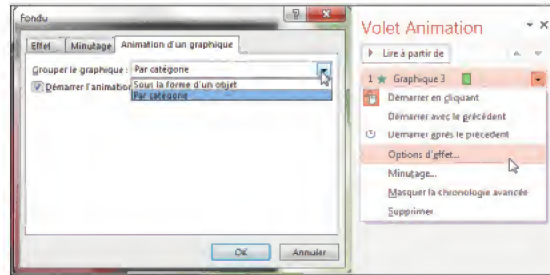 Fondu
Effet Minutage Animation d'un graphique
Grouper le graphique : Par catégorie
Démarrer l'animation
Sous la forme d'un objet
Par catégorie
OK Annuler
Volet Animation
Lire à partir de
1 Graphique 3
Démarrer en cliquant
Démarrer avec le précédent
Démarrer après le précédent
Options d'effet...
Minutage...
Masquer la chronologie avancée
Supprimer